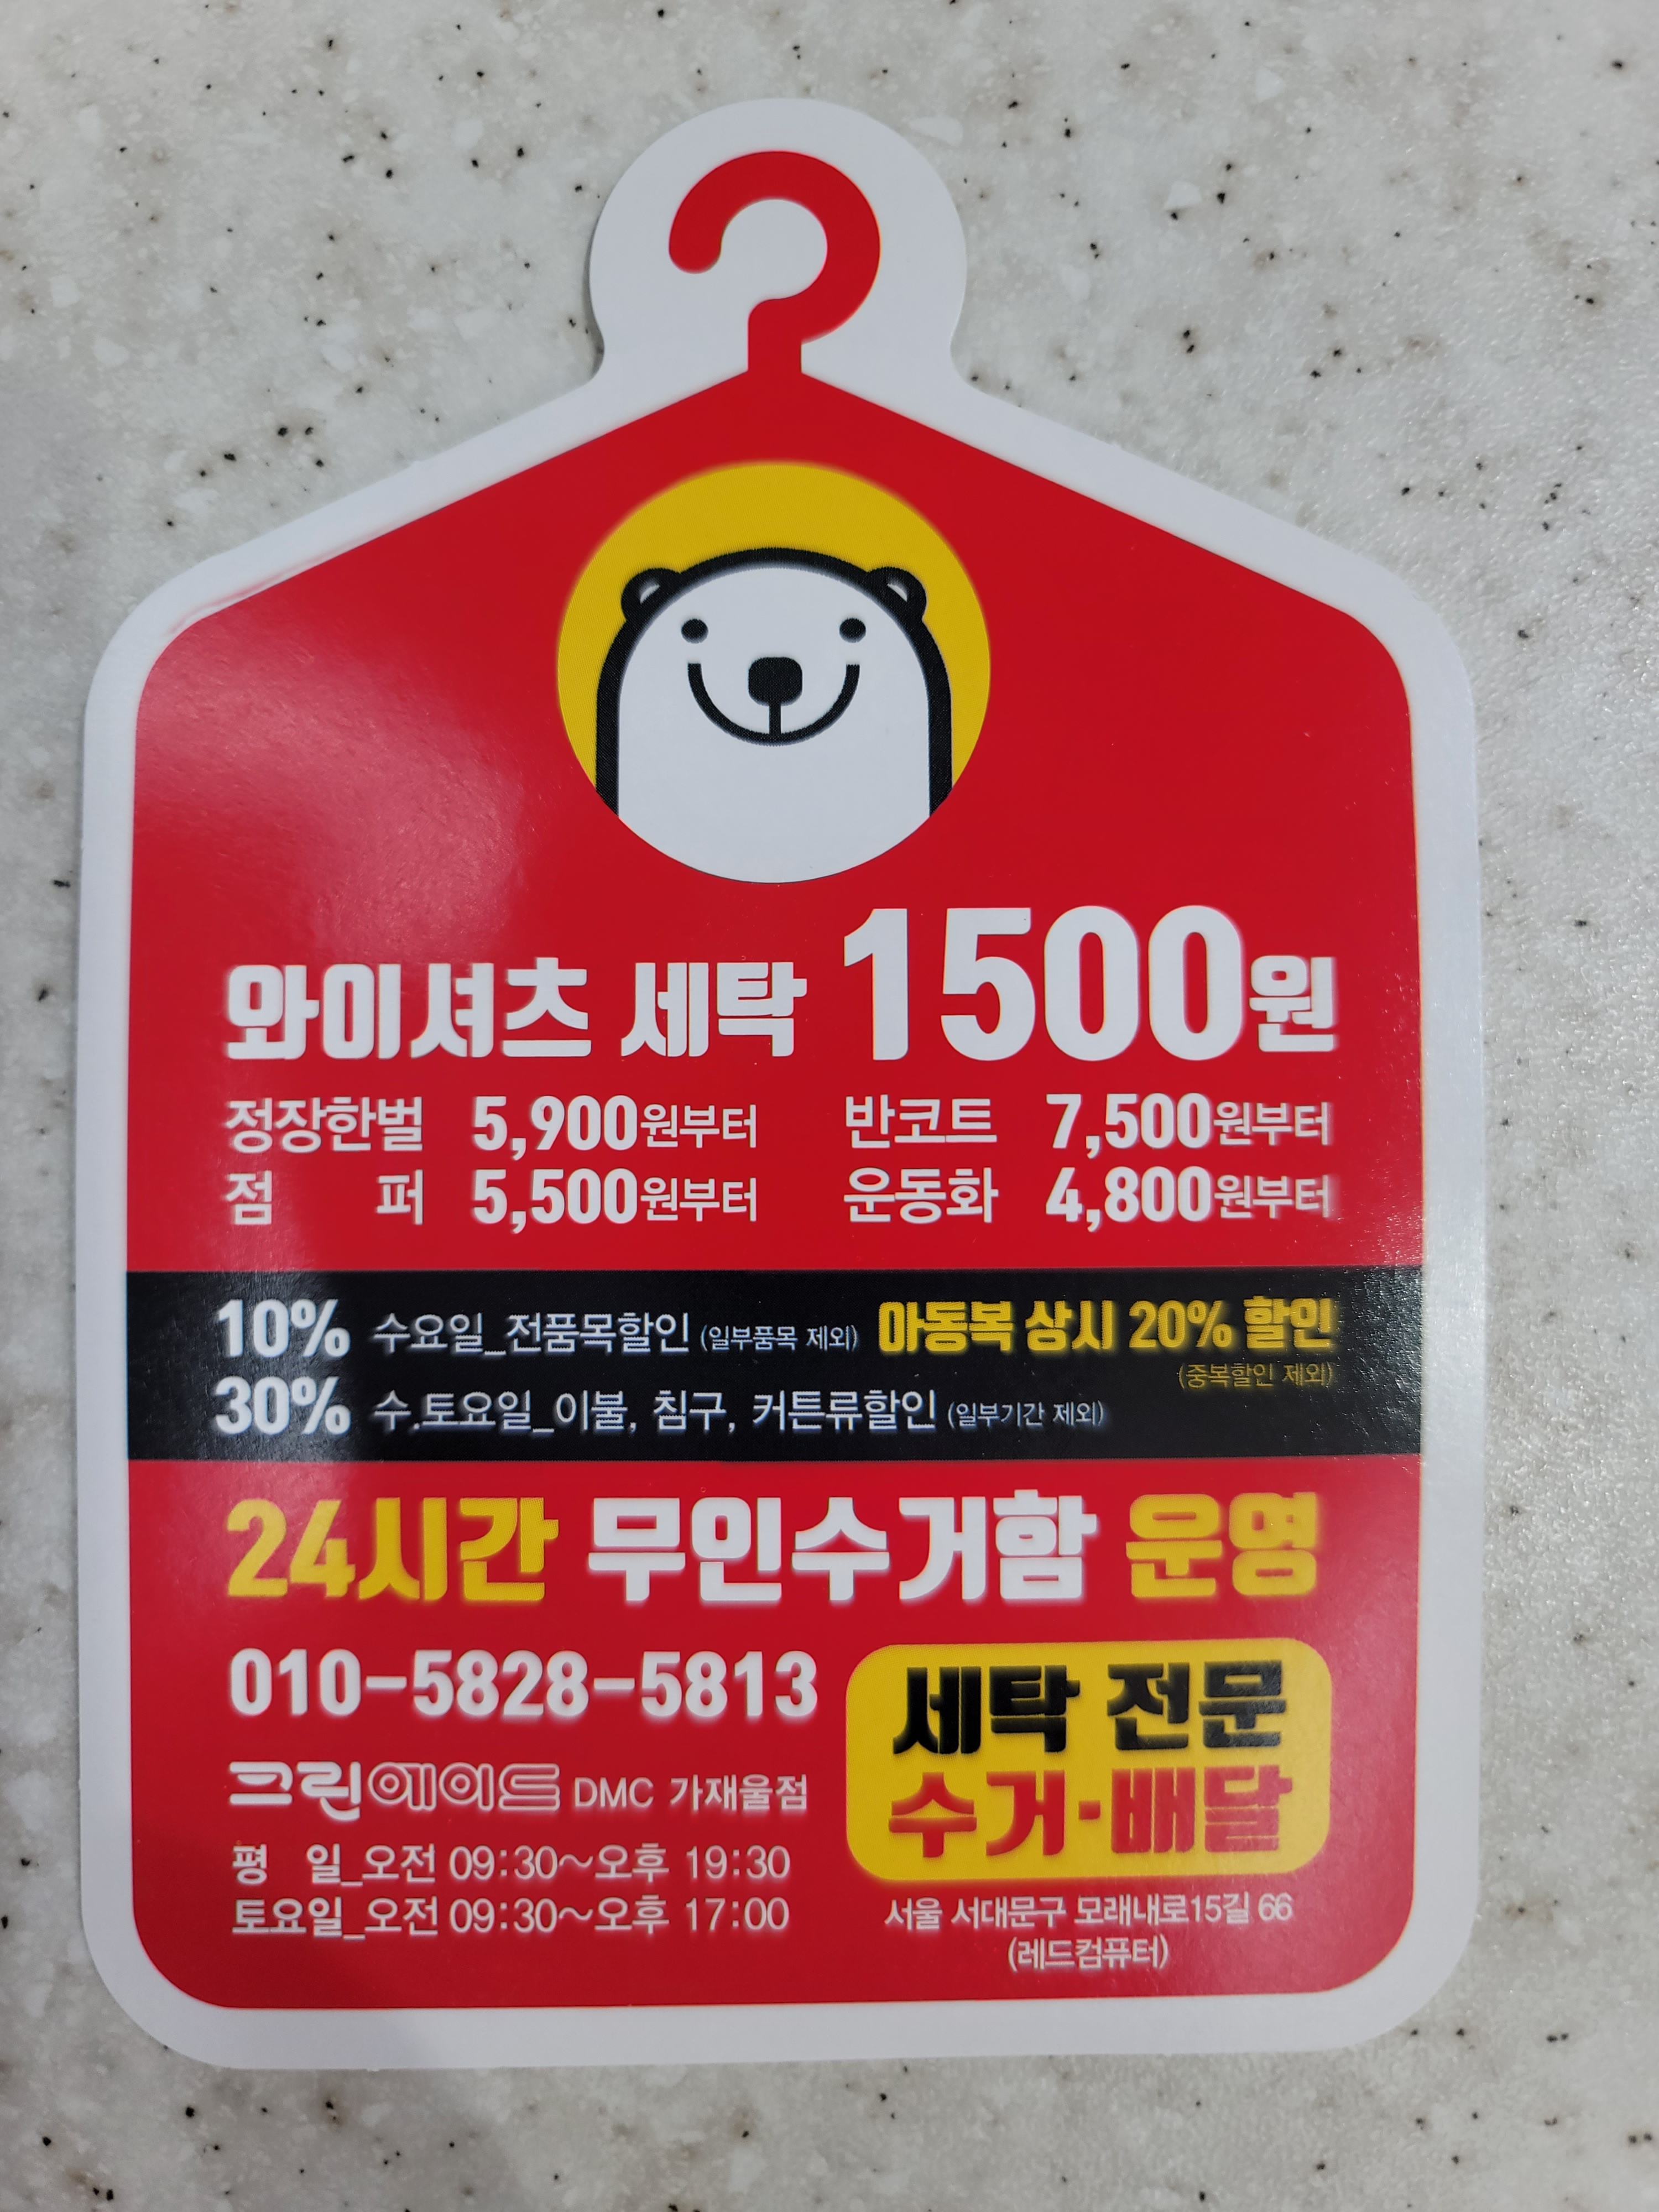 와이셔츠 세탁 1500원
정장한벌 5,900원부터 반코트 7,500원부터
점 퍼 5,500원부터 운동화 4,800원부터
10% 수요일_전품목할인 (일부품목 제외) 아동복 상시 20% 할인
(중복할인 제외)
30% 수.토요일_이불, 침구, 커튼류할인 (일부기간 제외)
24시간 무인수거함 운영
010-5828-5813
그린에이드 DMC 가재울점
평 일_오전 09:30~오후 19:30
토요일_오전 09:30~오후 17:00
세탁 전문
수거·배달
서울 서대문구 모래내로15길 66
(레드컴퓨터)